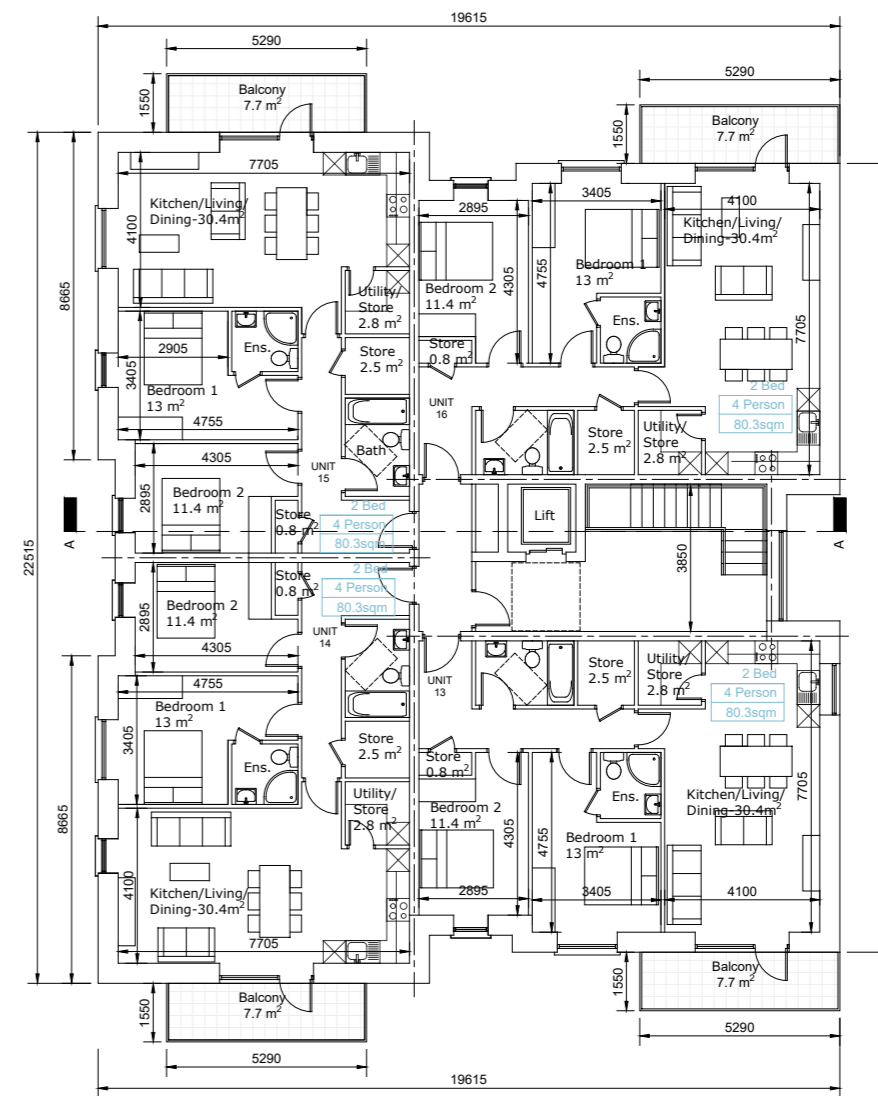 19615
5290
5290
1550
Balcony
7.7 m²
1550
Balcony
7.7 m²
7705
4100
Kitchen/Living/
Dining-30.4m²
2895
3405
4100
Kitchen/Living/
Dining-30.4m²
4305
4755
Bedroom 2
11.4 m²
Bedroom 1
13 m²
8665
Utility/
Store
2.8 m²
Ens.
7705
2905
Ens.
Store
2.5 m²
Store
0.8 m²
3405
Bedroom 1
13 m²
4755
UNIT
16
2 Bed
4 Person
80.3sqm
Store
2.5 m²
Utility/
Store
2.8 m²
4305
Bath
UNIT
15
2895
Bedroom 2
11.4 m²
Store
0.8 m²
2 Bed
4 Person
80.3sqm
Lift
A
A
22515
3850
2 Bed
4 Person
80.3sqm
Store
0.8 m²
Bedroom 2
11.4 m²
2895
4305
UNIT
14
UNIT
13
Store
2.5 m²
Utility/
Store
2.8 m²
2 Bed
4 Person
80.3sqm
4755
Bedroom 1
13 m²
3405
Store
2.5 m²
Ens.
Store
0.8 m²
Ens.
7705
Utility/
Store
2.8 m²
Bedroom 2
11.4 m²
Kitchen/Living/
Dining-30.4m²
8665
4305
4755
Bedroom 1
13 m²
4100
Kitchen/Living/
Dining-30.4m²
2895
3405
4100
7705
Balcony
7.7 m²
1550
Balcony
7.7 m²
1550
5290
5290
19615